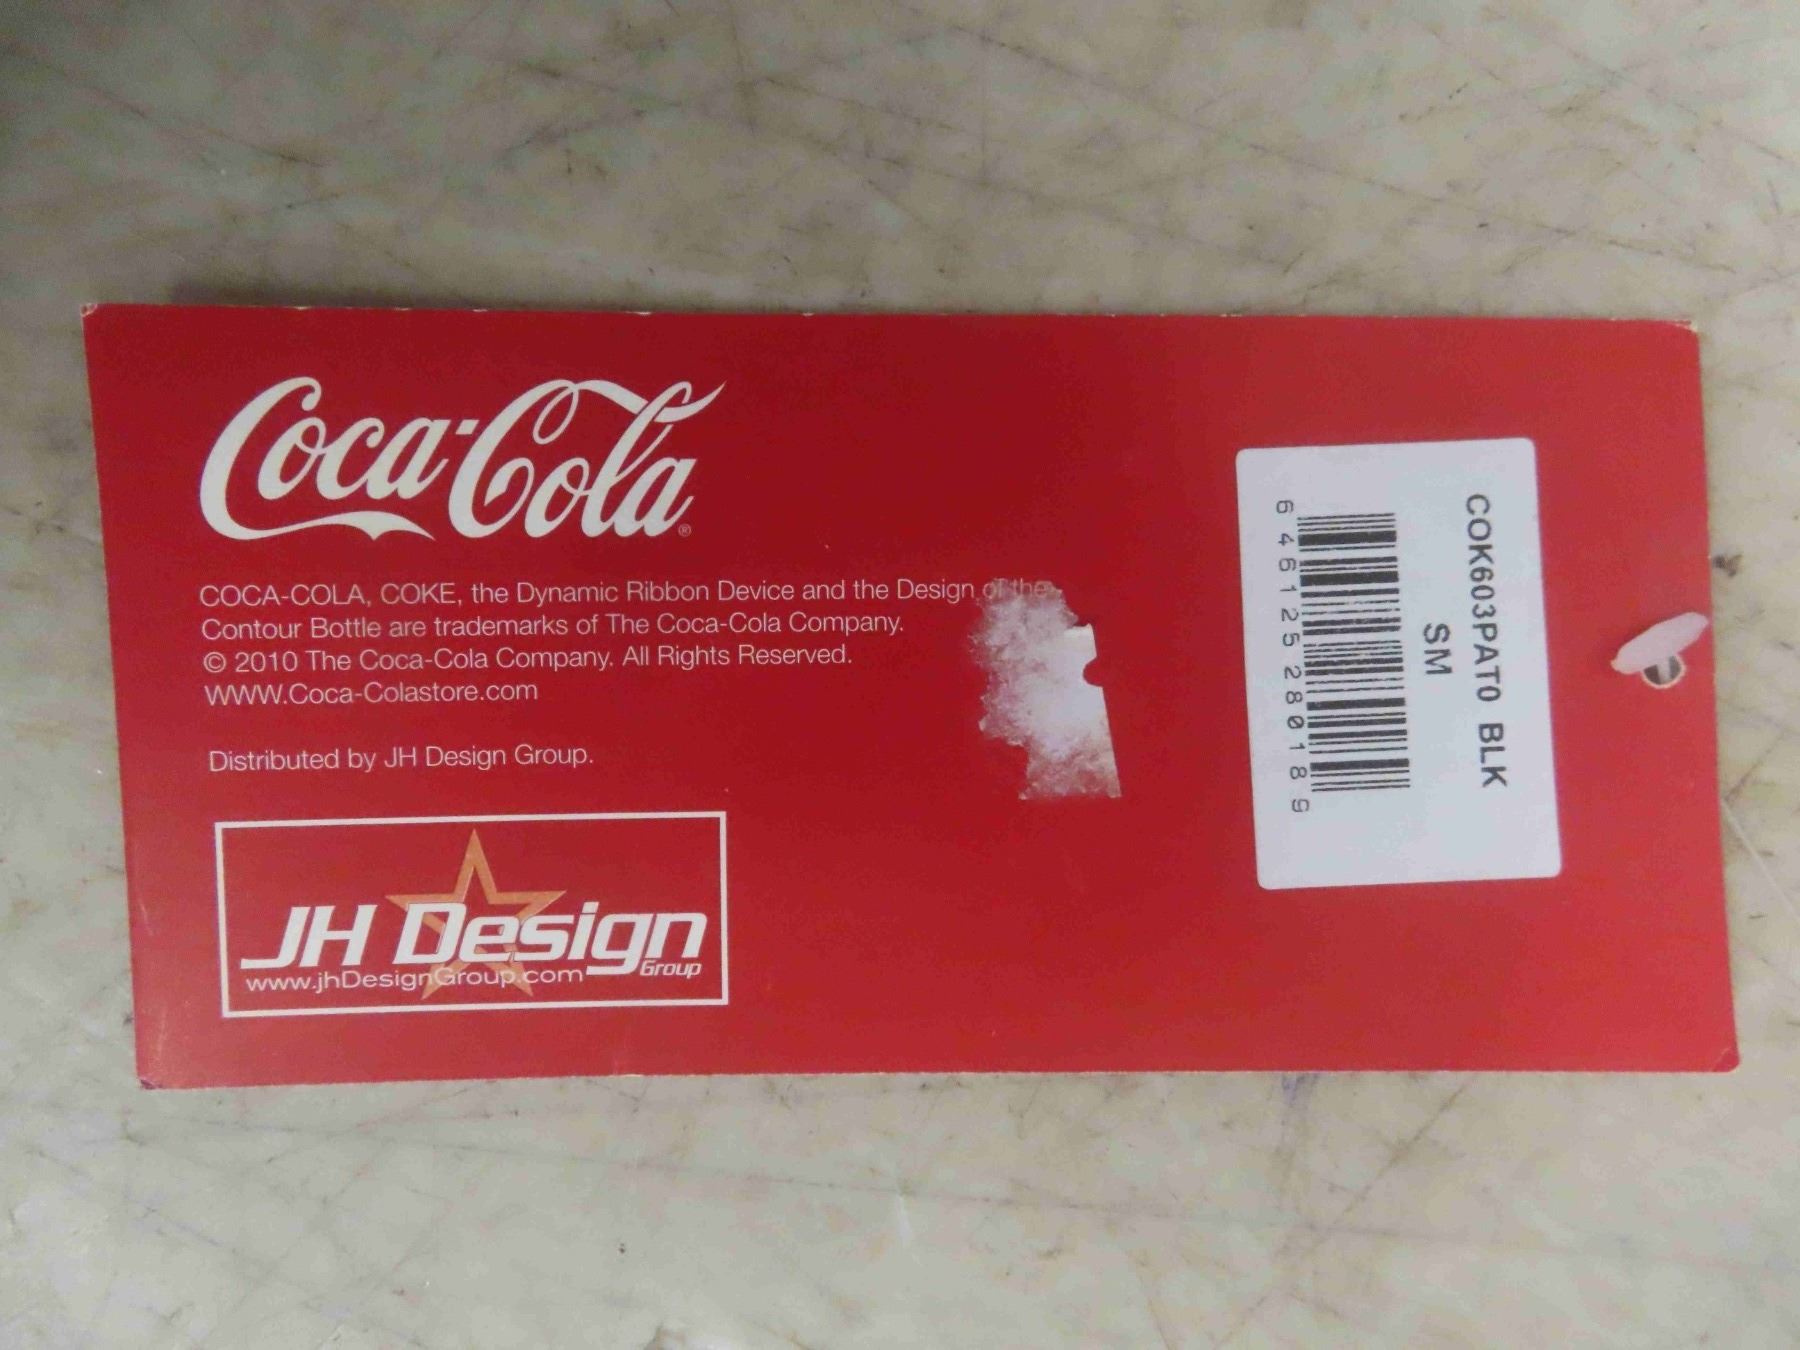 Coca-Cola®
COCA-COLA, COKE, the Dynamic Ribbon Device and the Design of the
Contour Bottle are trademarks of The Coca-Cola Company.
© 2010 The Coca-Cola Company. All Rights Reserved.
WWW.Coca-Colastore.com
Distributed by JH Design Group.
JH Design
Group
www.jhDesignGroup.com
COK603PAT0 BLK
SM
6 46125 28018 9